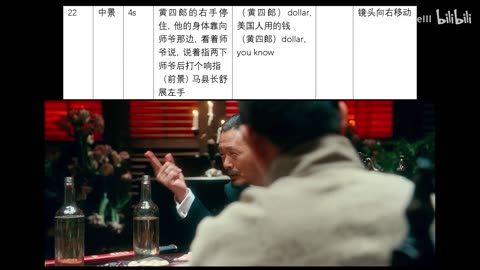 22
中景
4s
黄四郎的右手停
住，他的身体靠向
师爷那边，看着师
爷说，说着指两下
师爷后打个响指
（前景）马县长舒
展左手
（黄四郎）dollar,
美国人用的钱
（黄四郎）dollar,
you know
镜头向右移动
bilibili